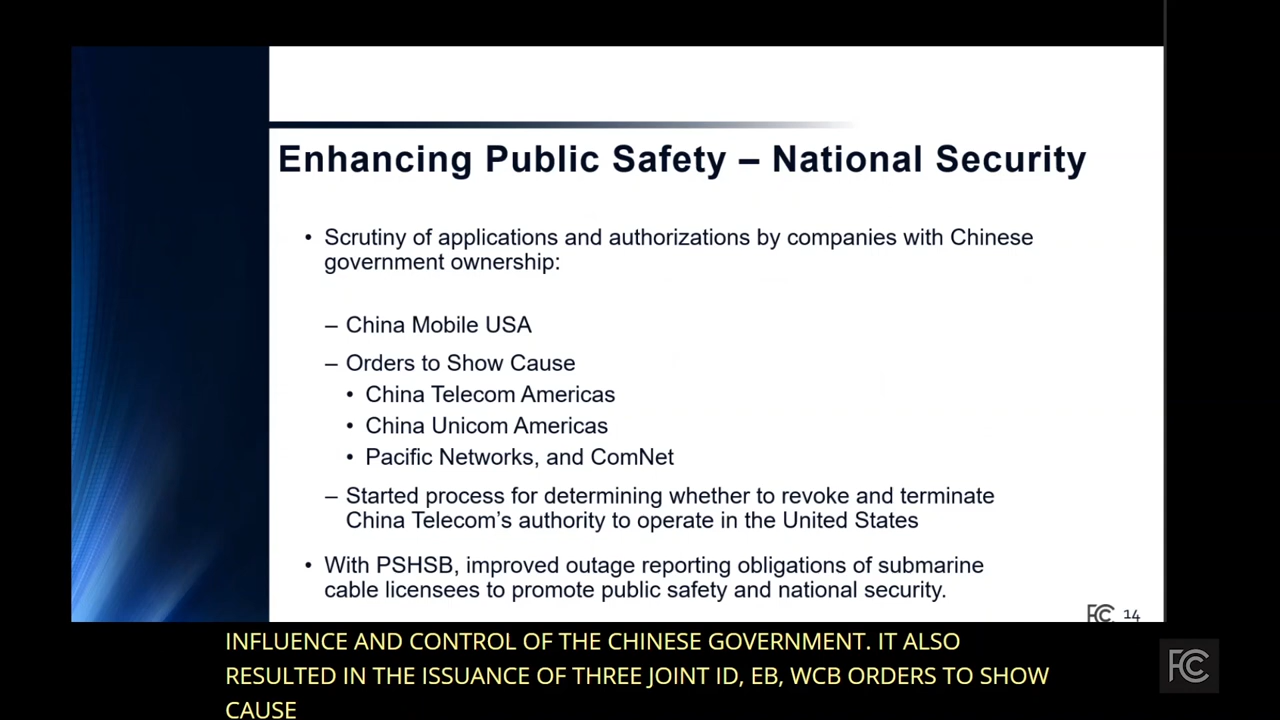 Enhancing Public Safety – National Security
• Scrutiny of applications and authorizations by companies with Chinese
government ownership:
– China Mobile USA
– Orders to Show Cause
• China Telecom Americas
• China Unicom Americas
• Pacific Networks, and ComNet
– Started process for determining whether to revoke and terminate
China Telecom’s authority to operate in the United States
• With PSHSB, improved outage reporting obligations of submarine
cable licensees to promote public safety and national security.
FCC 14
INFLUENCE AND CONTROL OF THE CHINESE GOVERNMENT. IT ALSO
RESULTED IN THE ISSUANCE OF THREE JOINT ID, EB, WCB ORDERS TO SHOW
CAUSE
FCC